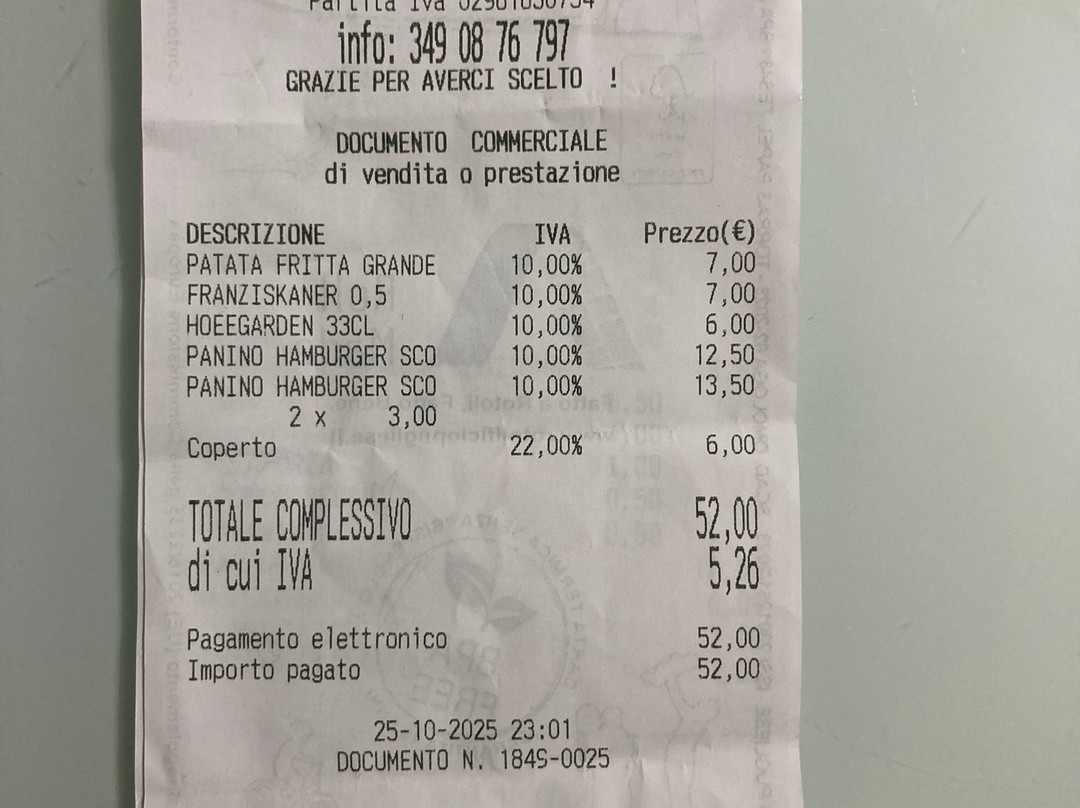 Partita Iva
info: 349 08 76 797
GRAZIE PER AVERCI SCELTO !
DOCUMENTO COMMERCIALE
di vendita o prestazione
DESCRIZIONE IVA Prezzo(€)
PATATA FRITTA GRANDE 10,00% 7,00
FRANZISKANER 0,5 10,00% 7,00
HOEEGARDEN 33CL 10,00% 6,00
PANINO HAMBURGER SCO 10,00% 12,50
PANINO HAMBURGER SCO 10,00% 13,50
2 x 3,00
Coperto 22,00% 6,00
TOTALE COMPLESSIVO 52,00
di cui IVA 5,26
Pagamento elettronico 52,00
Importo pagato 52,00
25-10-2025 23:01
DOCUMENTO N. 1849-0025